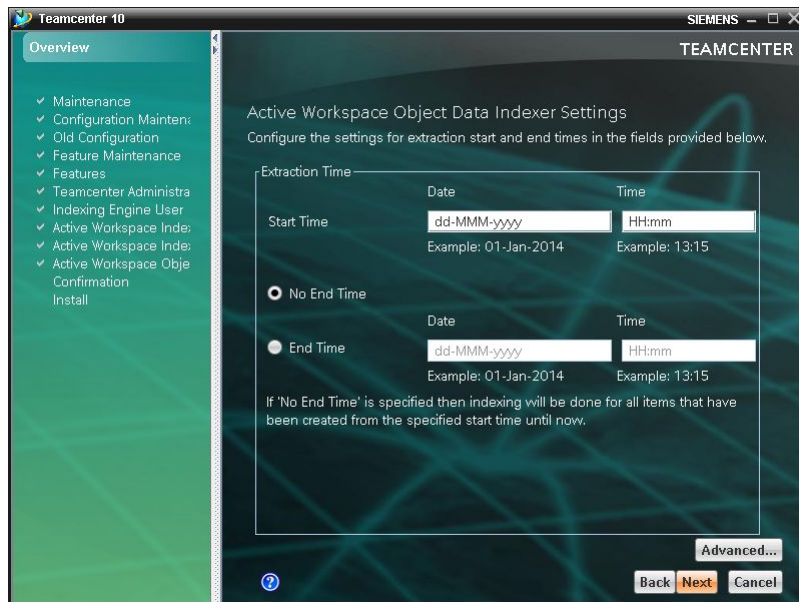 Teamcenter 10
SIEMENS
Overview
TEAMCENTER
Maintenance
Configuration Maintena
Old Configuration
Feature Maintenance
Features
Teamcenter Administra
Indexing Engine User
Active Workspace Index
Active Workspace Index
Active Workspace Obje
Confirmation
Install
Active Workspace Object Data Indexer Settings
Configure the settings for extraction start and end times in the fields provided below.
Extraction Time
Date Time
Start Time dd-MMM-yyyy HH:mm
Example: 01-Jan-2014 Example: 13:15
No End Time
Date Time
End Time dd-MMM-yyyy HH:mm
Example: 01-Jan-2014 Example: 13:15
If 'No End Time' is specified then indexing will be done for all items that have
been created from the specified start time until now.
Advanced...
? Back Next Cancel